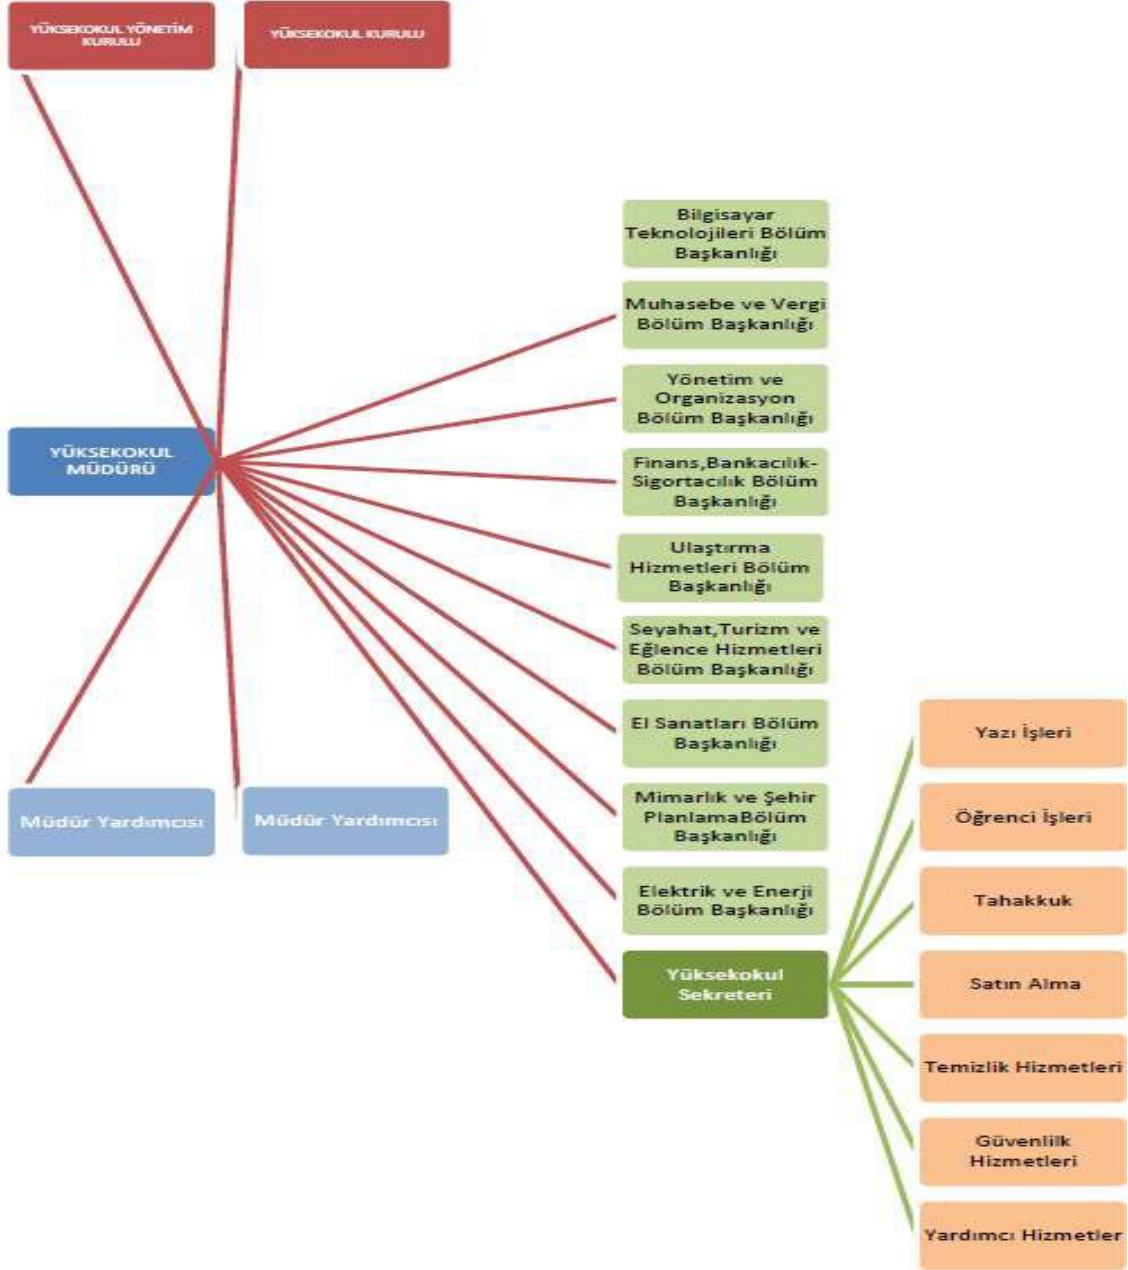 YÜKSEKOKUL YÖNETİM
KURULU
YÜKSEKOKUL KURULU
Bilgisayar
Teknolojileri Bölüm
Başkanlığı
Muhasebe ve Vergi
Bölüm Başkanlığı
Yönetim ve
Organizasyon
Bölüm Başkanlığı
YÜKSEKOKUL
MÜDÜRÜ
Finans,Bankacılık-
Sigortacılık Bölüm
Başkanlığı
Ulaştırma
Hizmetleri Bölüm
Başkanlığı
Seyahat,Turizm ve
Eğlence Hizmetleri
Bölüm Başkanlığı
El Sanatları Bölüm
Başkanlığı
Müdür Yardımcısı
Müdür Yardımcısı
Mimarlık ve Şehir
PlanlamaBölüm
Başkanlığı
Elektrik ve Enerji
Bölüm Başkanlığı
Yüksekokul
Sekreteri
Yazı İşleri
Öğrenci İşleri
Tahakkuk
Satın Alma
Temizlik Hizmetleri
Güvenlilk
Hizmetleri
Yardımcı Hizmetler